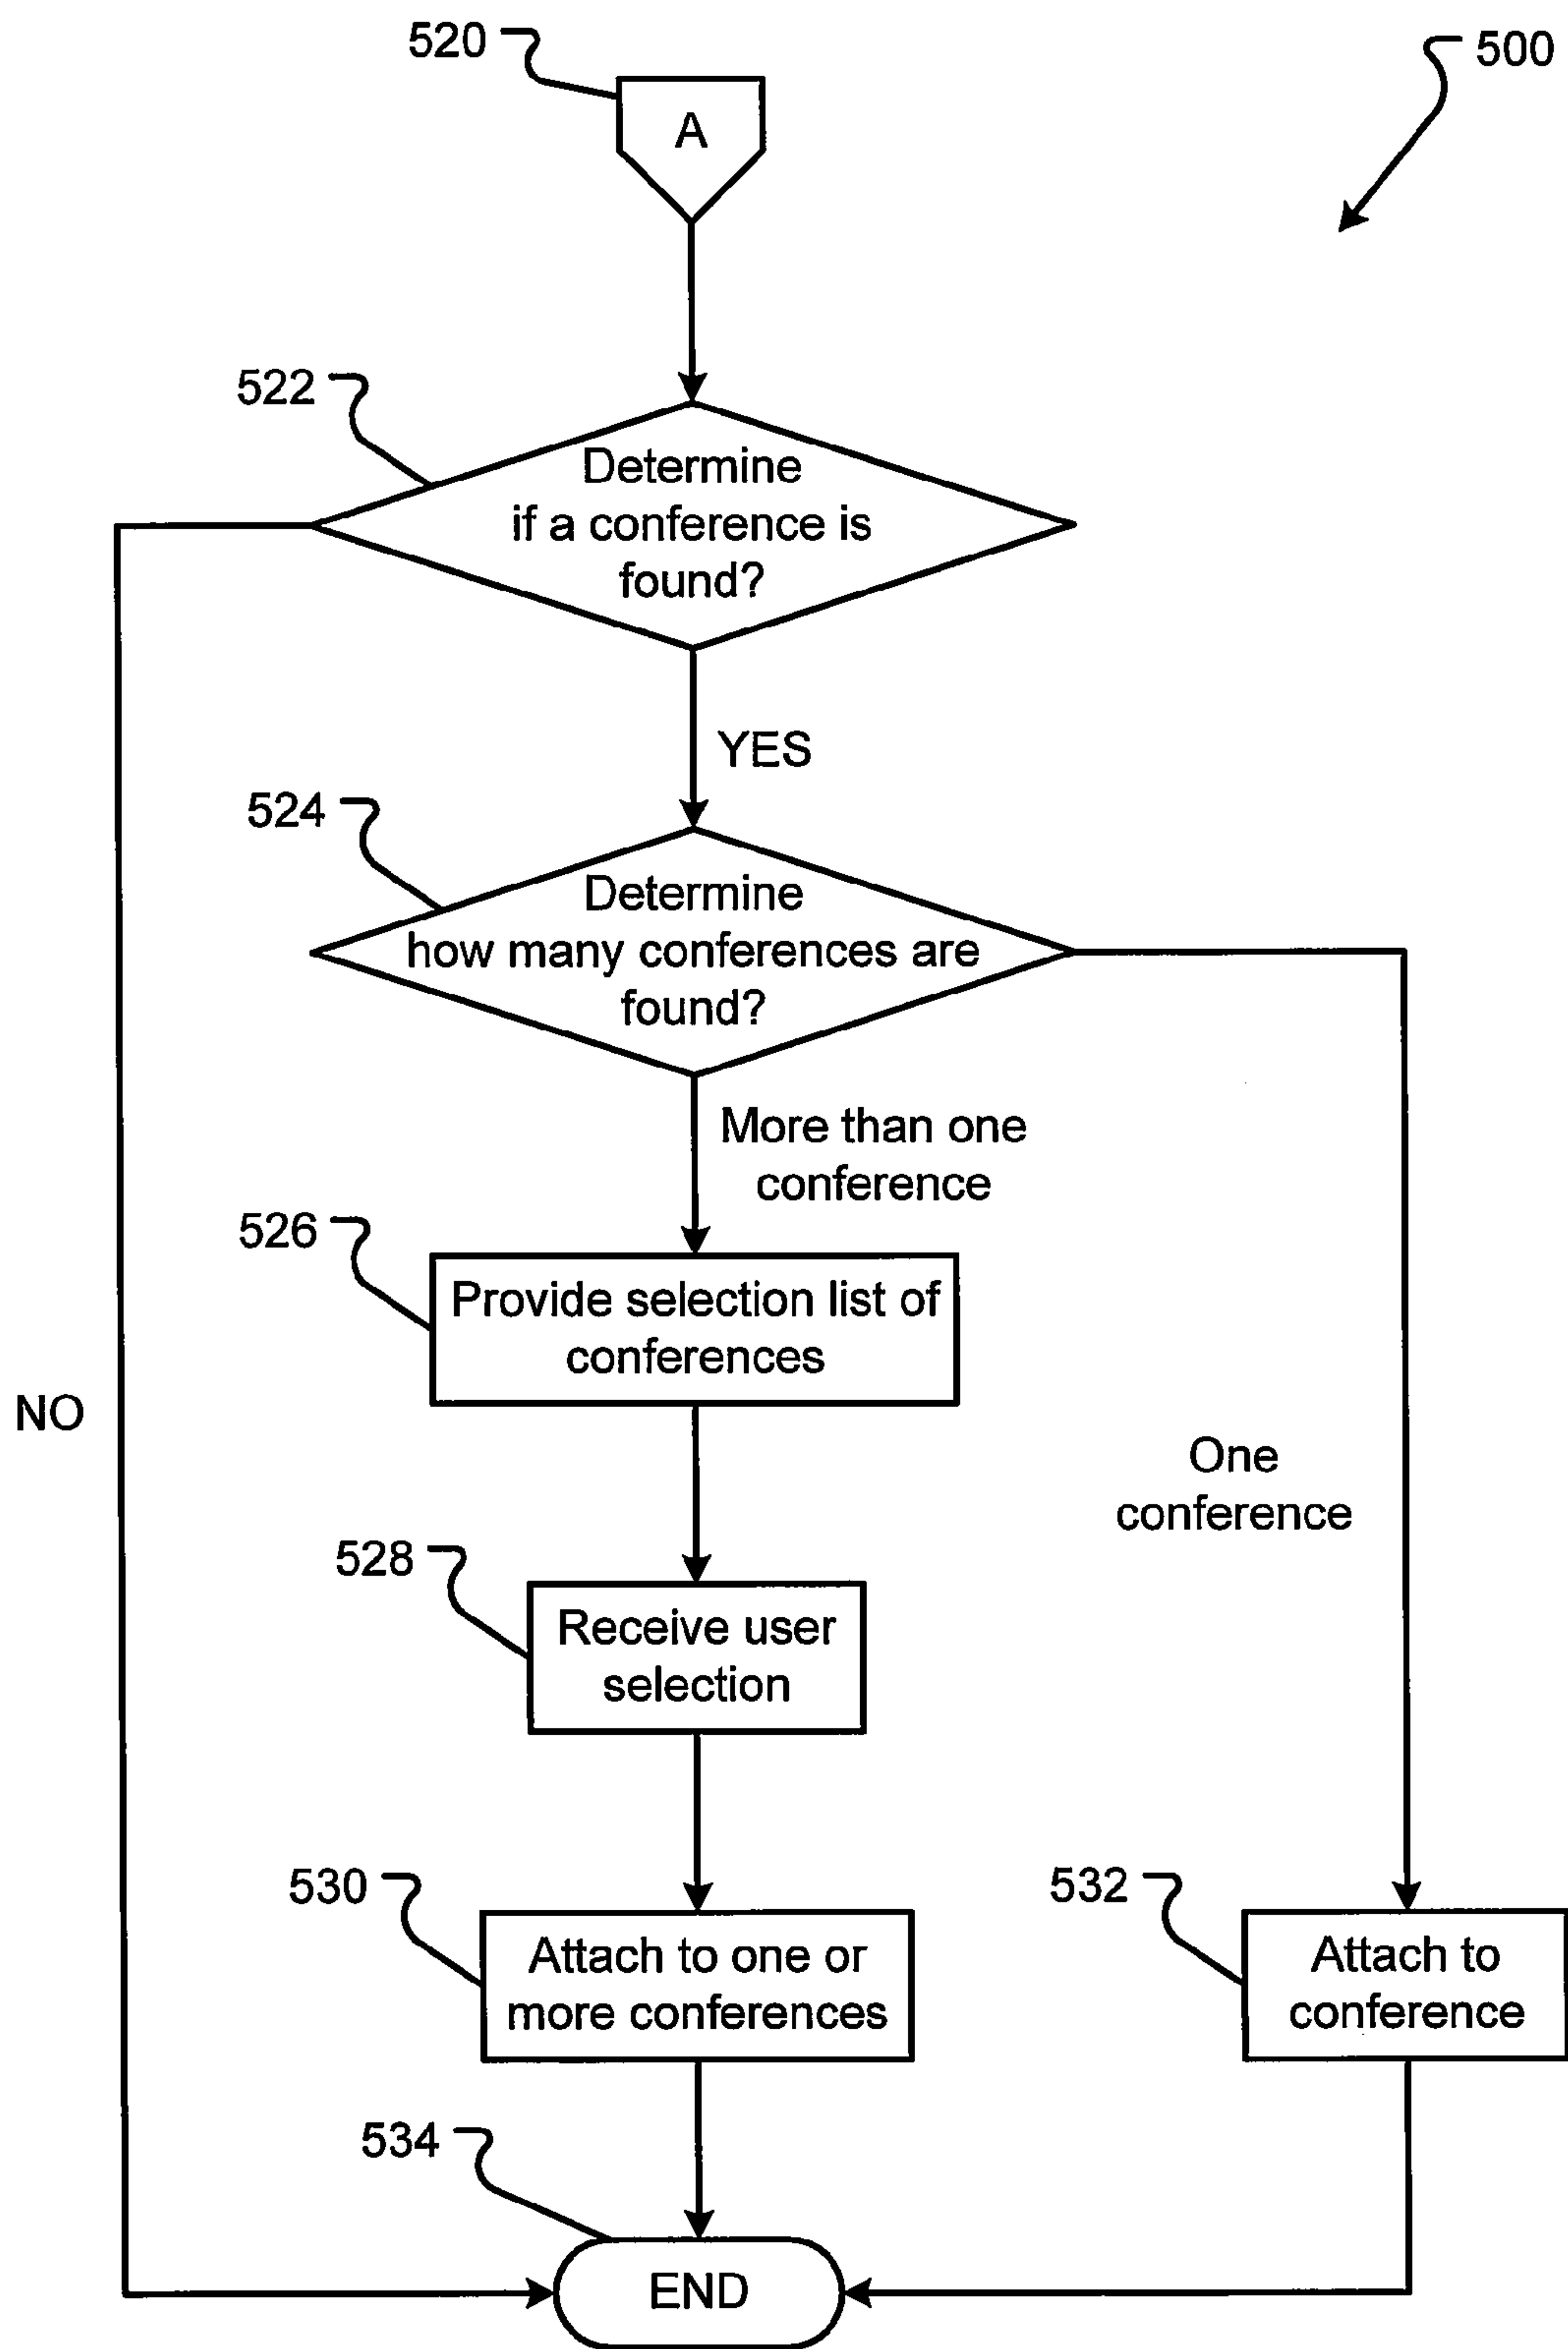 520
500
A
522
Determine
if a conference is
found?
YES
524
Determine
how many conferences are
found?
More than one
conference
526
Provide selection list of
conferences
NO
One
conference
528
Receive user
selection
530
Attach to one or
more conferences
532
Attach to
conference
534
END